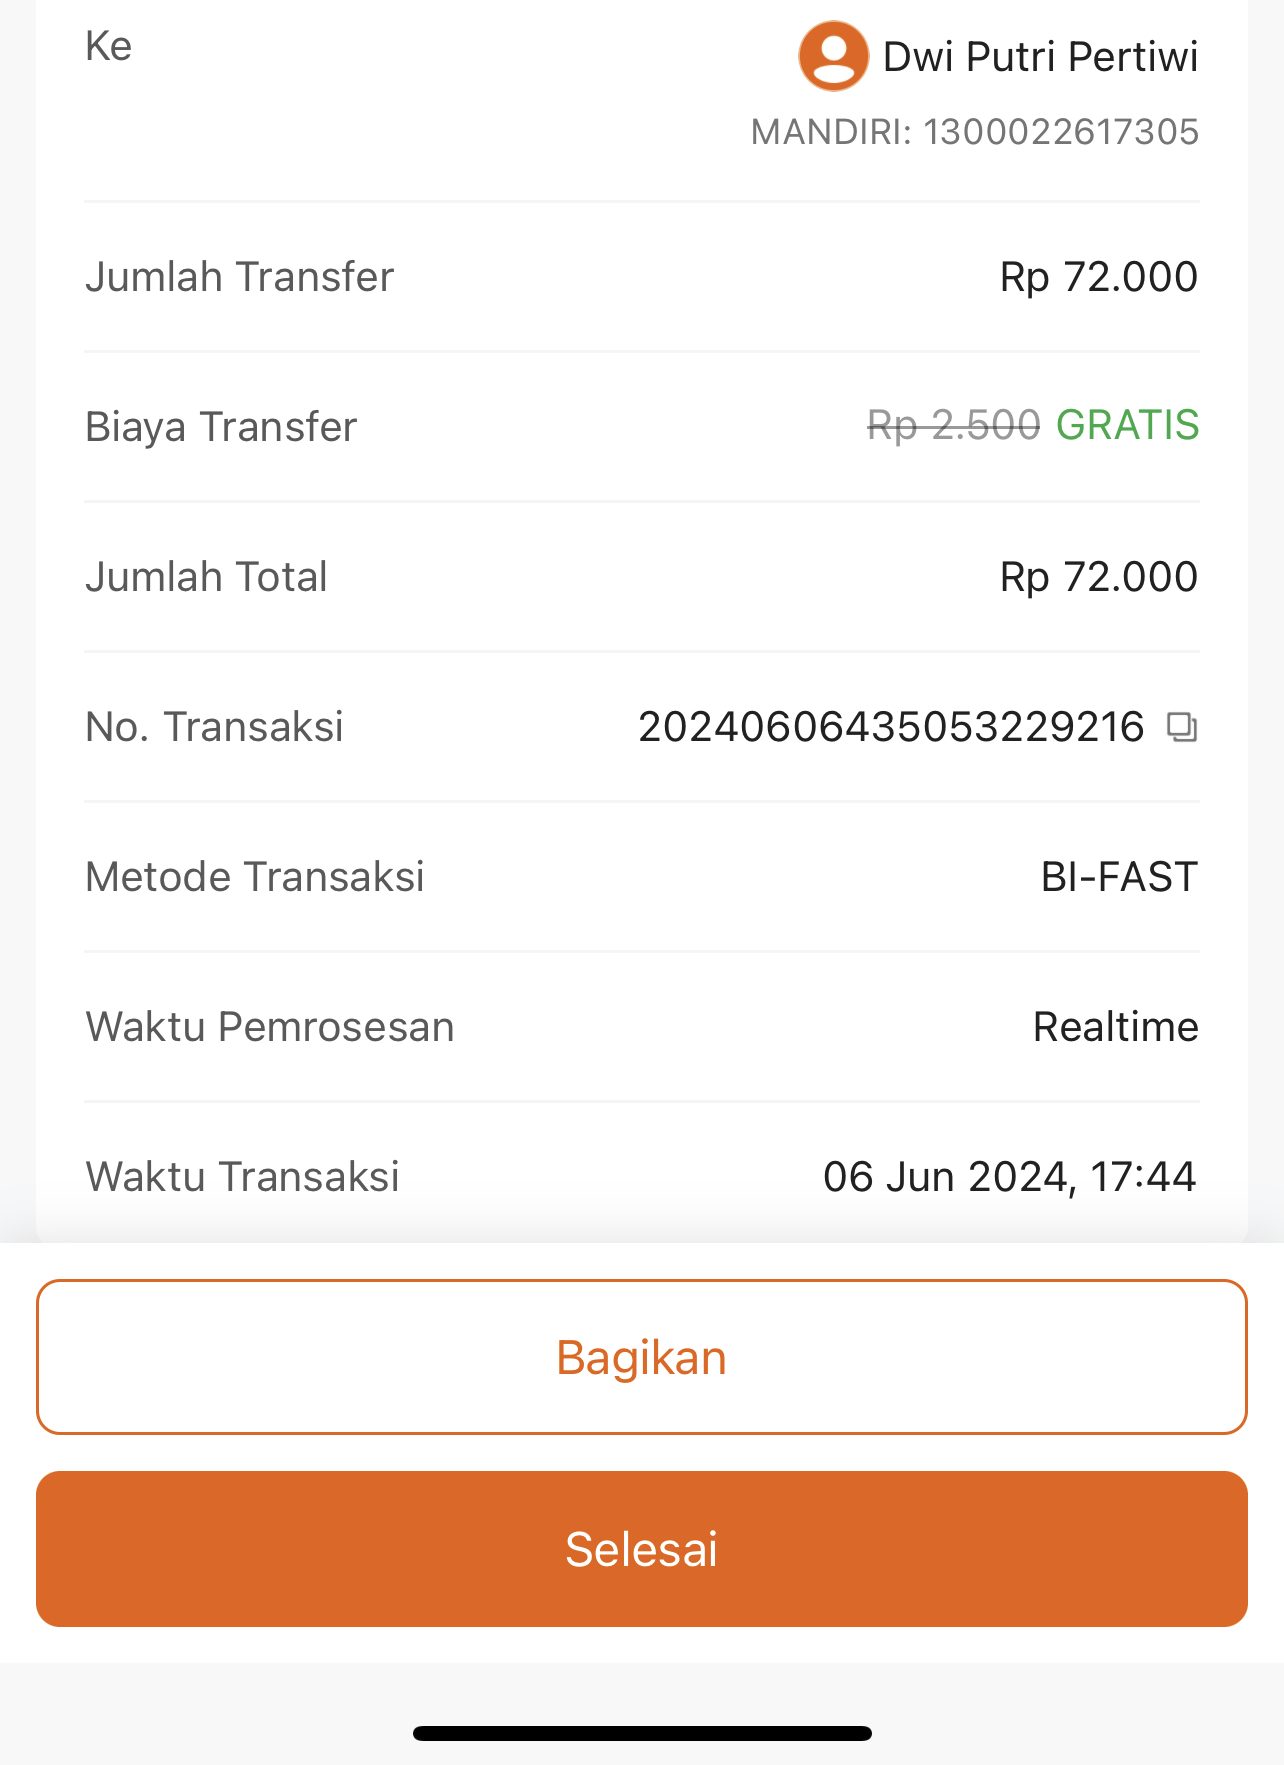 Ke
Dwi Putri Pertiwi
MANDIRI: 1300022617305
Jumlah Transfer Rp 72.000
Biaya Transfer Rp 2.500 GRATIS
Jumlah Total Rp 72.000
No. Transaksi 20240606435053229216
Metode Transaksi BI-FAST
Waktu Pemrosesan Realtime
Waktu Transaksi 06 Jun 2024, 17:44
Bagikan
Selesai